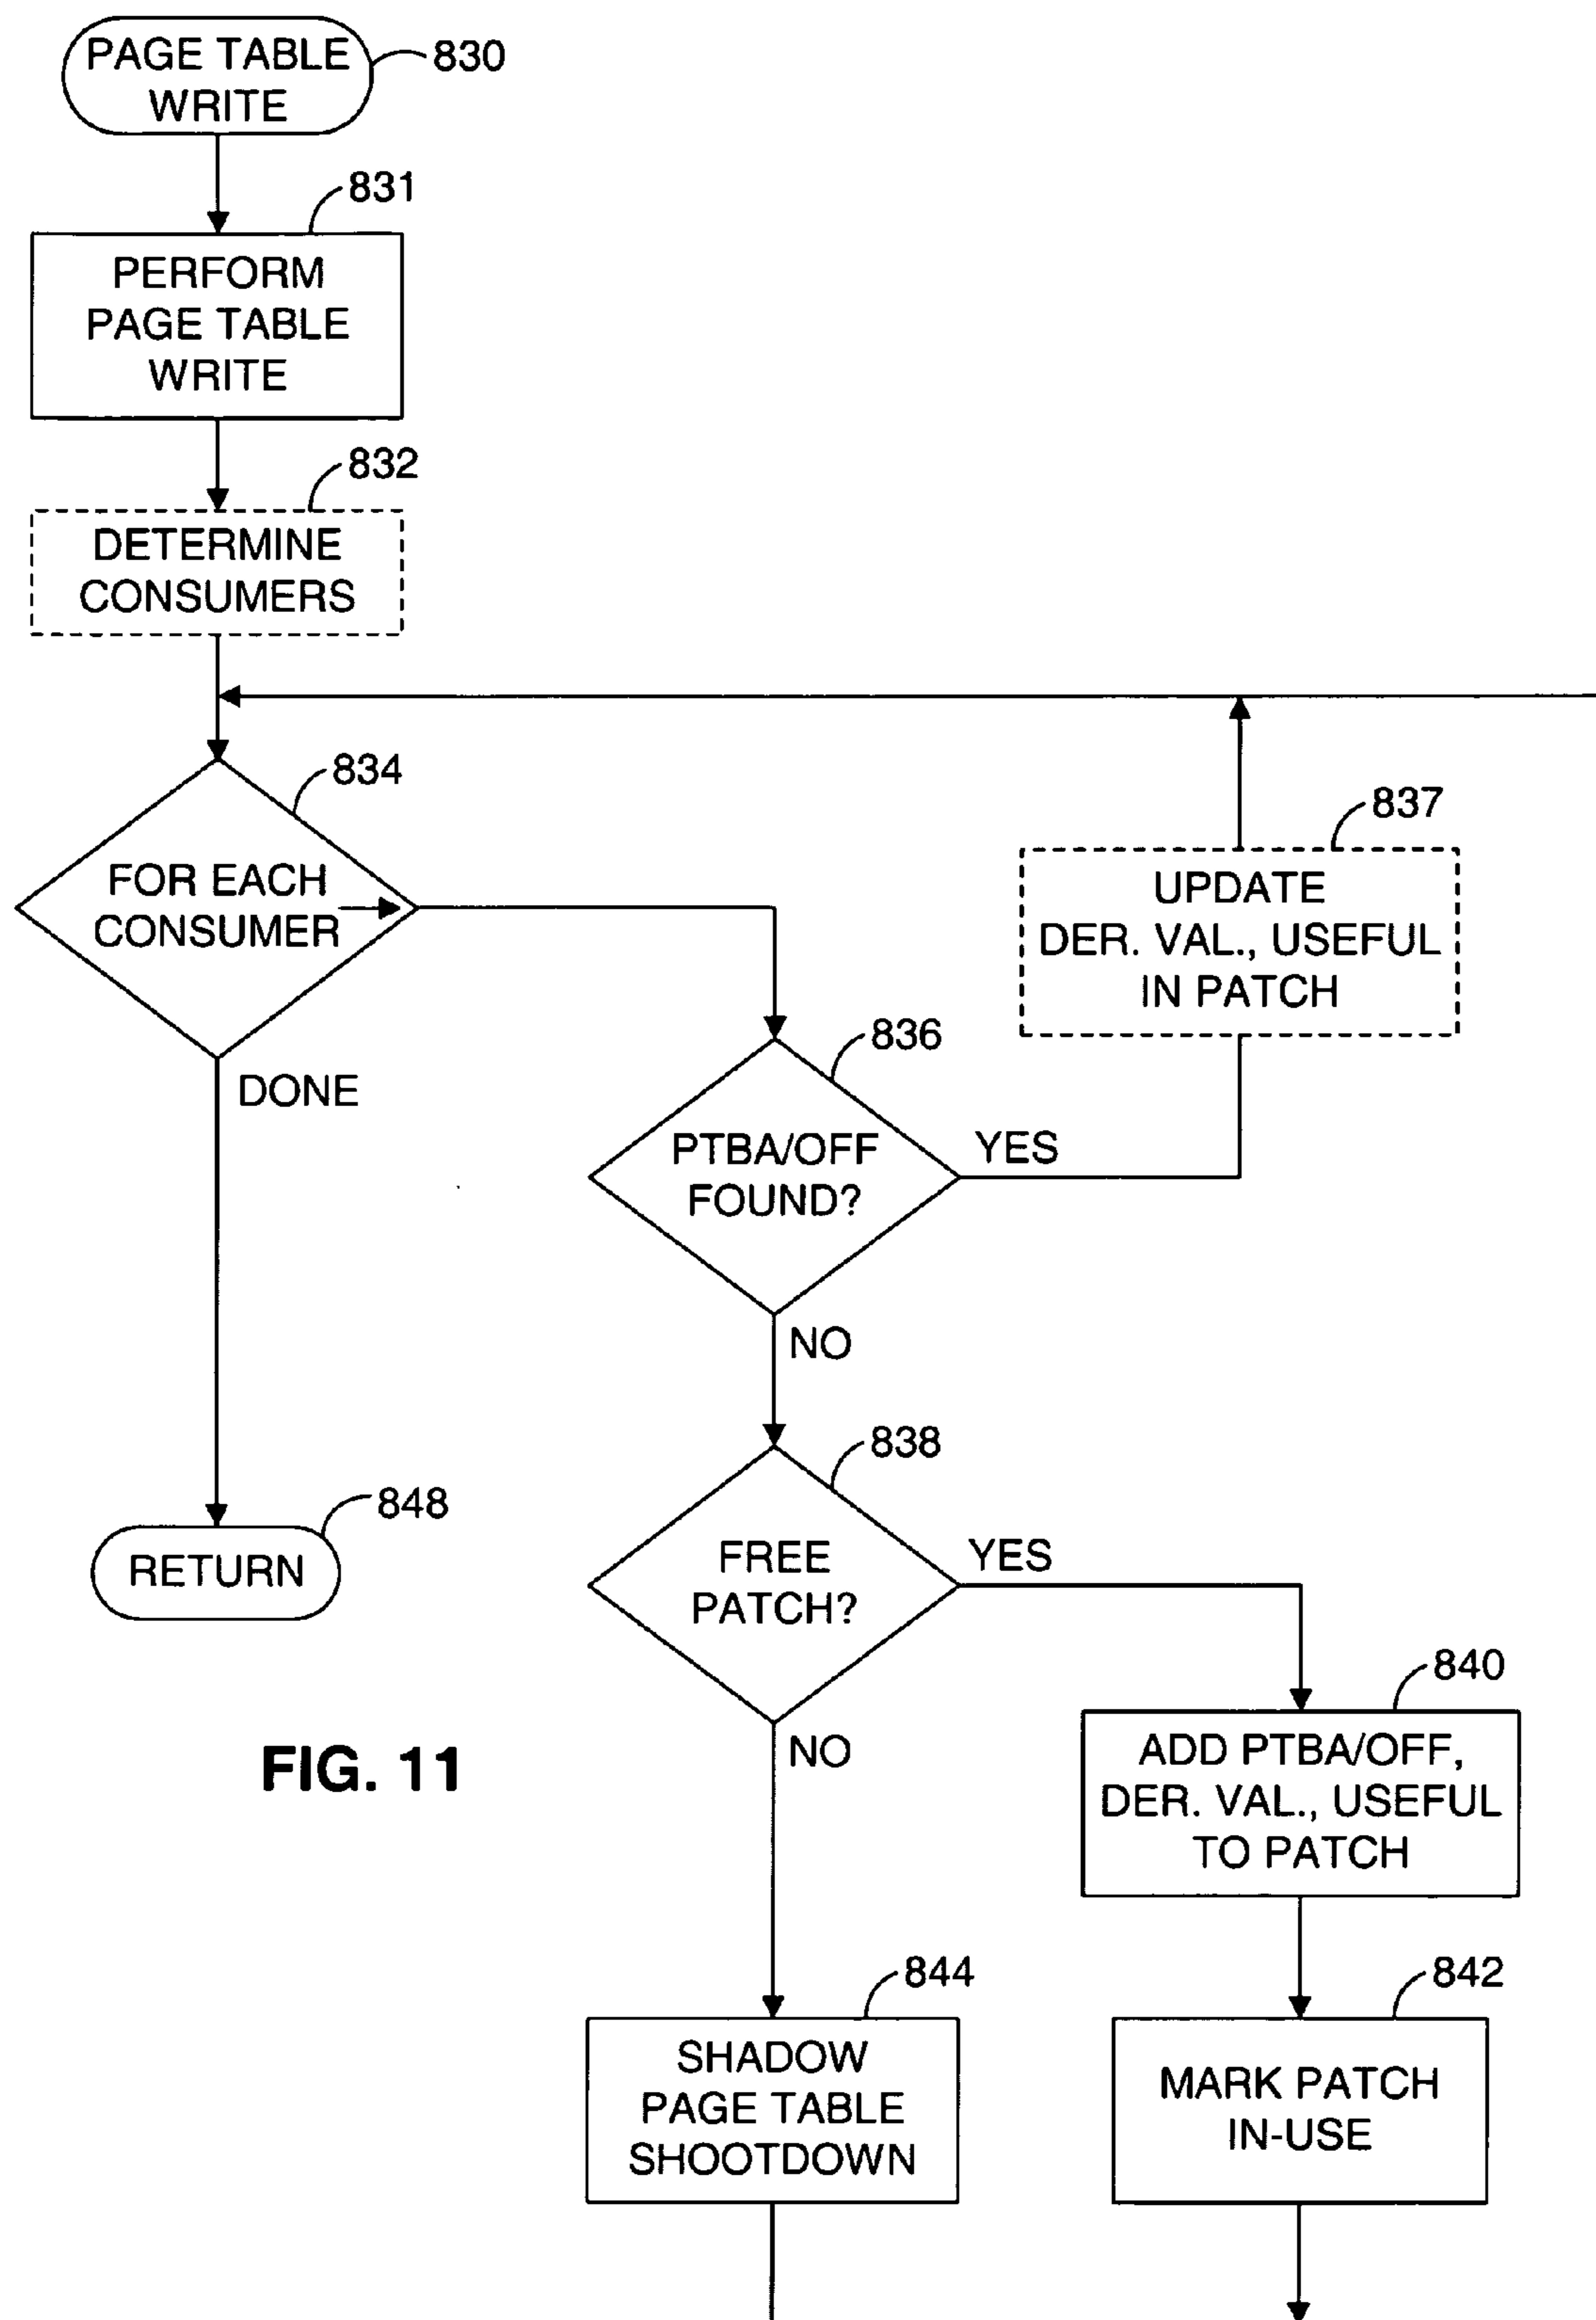 PAGE TABLE
WRITE
830
831
PERFORM
PAGE TABLE
WRITE
832
DETERMINE
CONSUMERS
834
FOR EACH
CONSUMER
DONE
837
UPDATE
DER. VAL., USEFUL
IN PATCH
836
PTBA/OFF
FOUND?
YES
NO
838
FREE
PATCH?
YES
NO
848
RETURN
840
ADD PTBA/OFF,
DER. VAL., USEFUL
TO PATCH
FIG. 11
844
SHADOW
PAGE TABLE
SHOOTDOWN
842
MARK PATCH
IN-USE